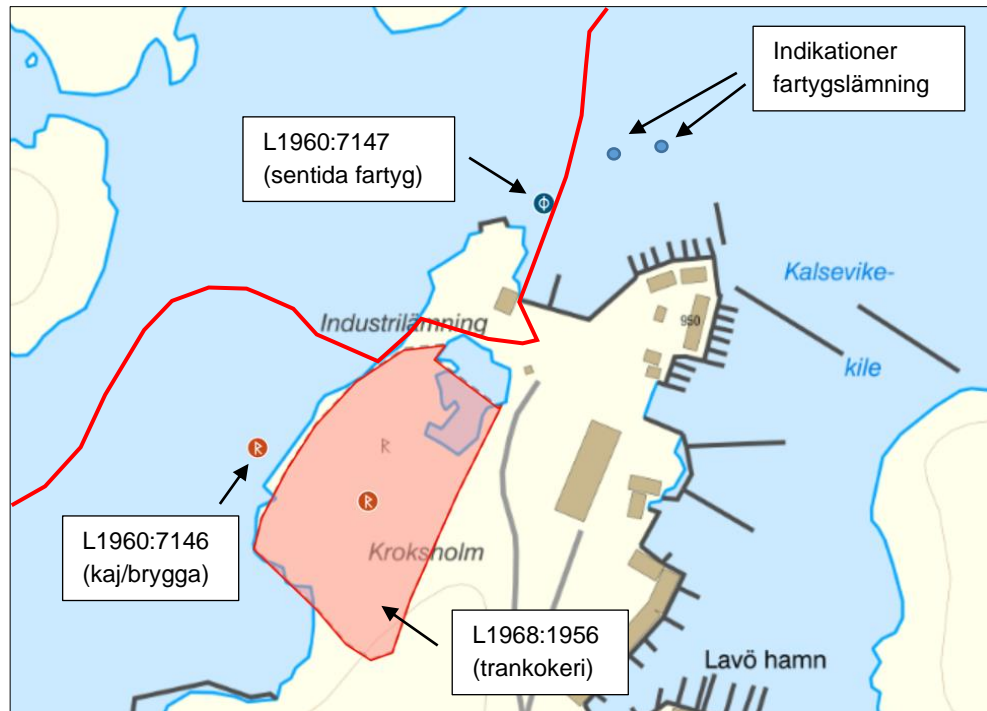 Indikationer
fartygslämning
L1960:7147
(sentida fartyg)
Kalsevike-
kile
950
Industrilämning
R
R
R
L1960:7146
(kaj/brygga)
Kroksholm
L1968:1956
(trankokeri)
Lavö hamn